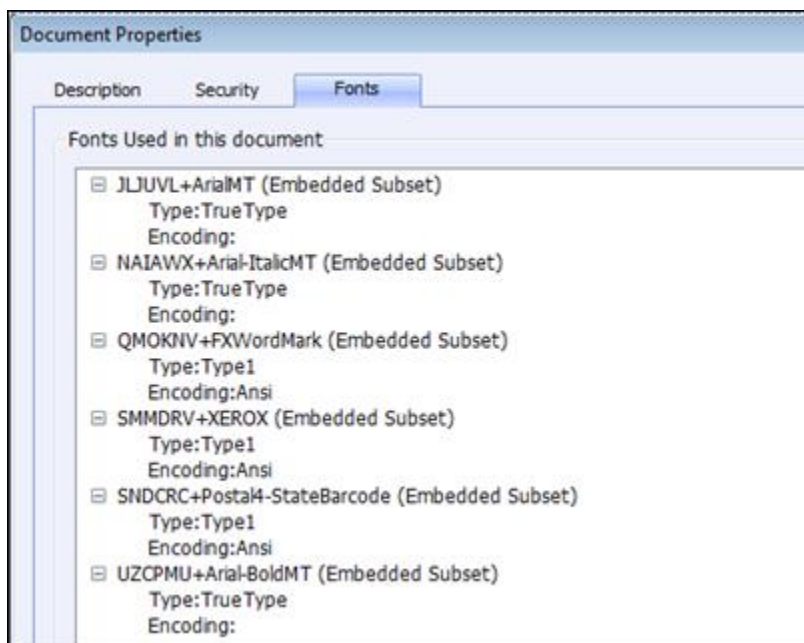 Document Properties
Description Security Fonts
Fonts Used in this document
JLJUVL+ArialMT (Embedded Subset)
Type:TrueType
Encoding:
NAIAWX+Arial-ItalicMT (Embedded Subset)
Type:TrueType
Encoding:
QMOKNV+FXWordMark (Embedded Subset)
Type:Type1
Encoding:Ansi
SMMDRV+XEROX (Embedded Subset)
Type:Type1
Encoding:Ansi
SNDCRC+Postal4-StateBarcode (Embedded Subset)
Type:Type1
Encoding:Ansi
UZCPMU+Arial-BoldMT (Embedded Subset)
Type:TrueType
Encoding: